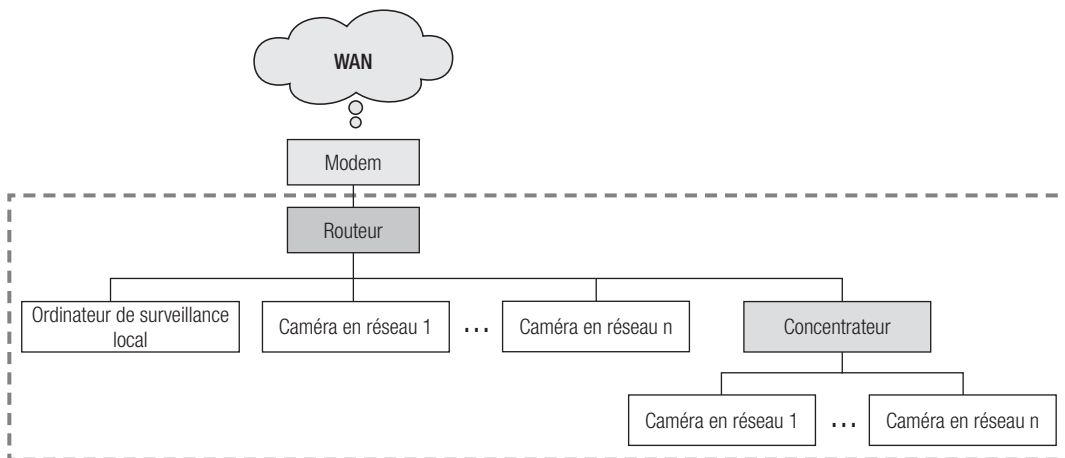 WAN
Modem
Routeur
Ordinateur de surveillance
local
Caméra en réseau 1
...
Caméra en réseau n
Concentrateur
Caméra en réseau 1
...
Caméra en réseau n